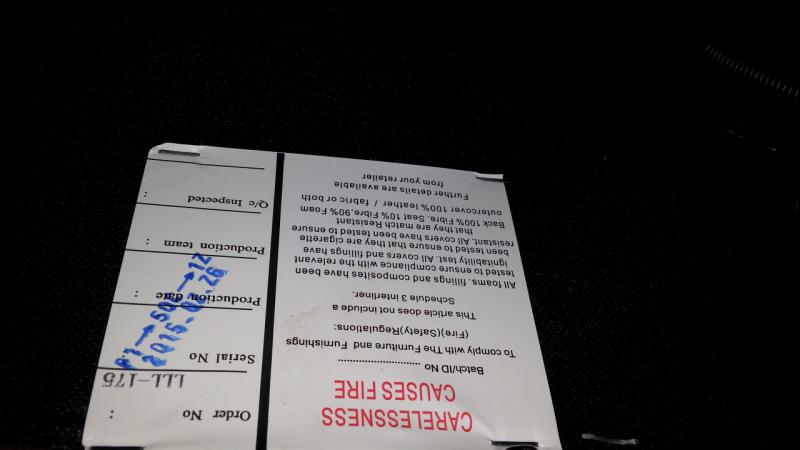 CARELESSNESS
CAUSES FIRE
Batch/ID No ......................
To comply with The Furniture and Furnishings
(Fire)(Safety)(Regulations:
This article does not include a
Schedule 3 interliner.
All foams. fillings and composites have been
tested to ensure compliance with the relevant
ignitability test. All covers and fillings have
been tested to ensure that they are cigarette
resistant. All covers have been tested to ensure
that they are match Resistant
Back 100% Fibre. Seat 10% Fibre,90% Foam
outercover 100% leather / fabric or both
Further details are available
from your retailer
Order No :
LLL-175
Serial No :
Production date :
Production team :
Q/c Inspected :
2015.02.26